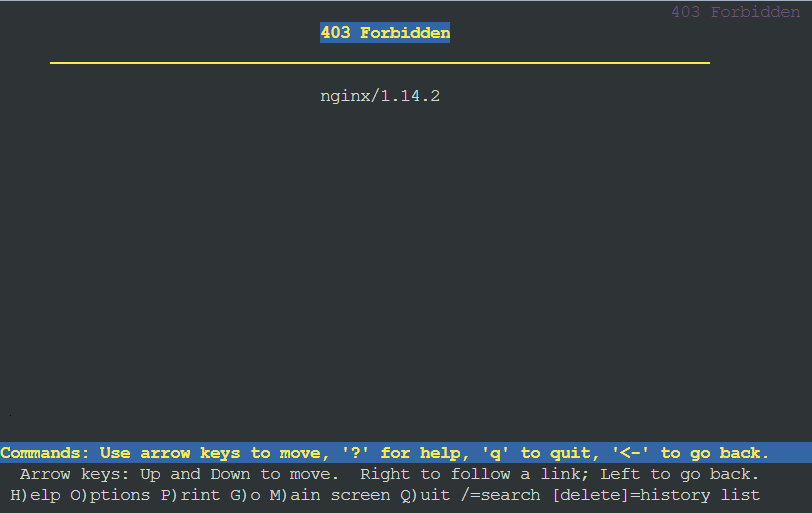 403 Forbidden
403 Forbidden
nginx/1.14.2
Commands: Use arrow keys to move, '?' for help, 'q' to quit, '<-' to go back.
Arrow keys: Up and Down to move.  Right to follow a link; Left to go back.
H)elp O)ptions P)rint G)o M)ain screen Q)uit /=search [delete]=history list